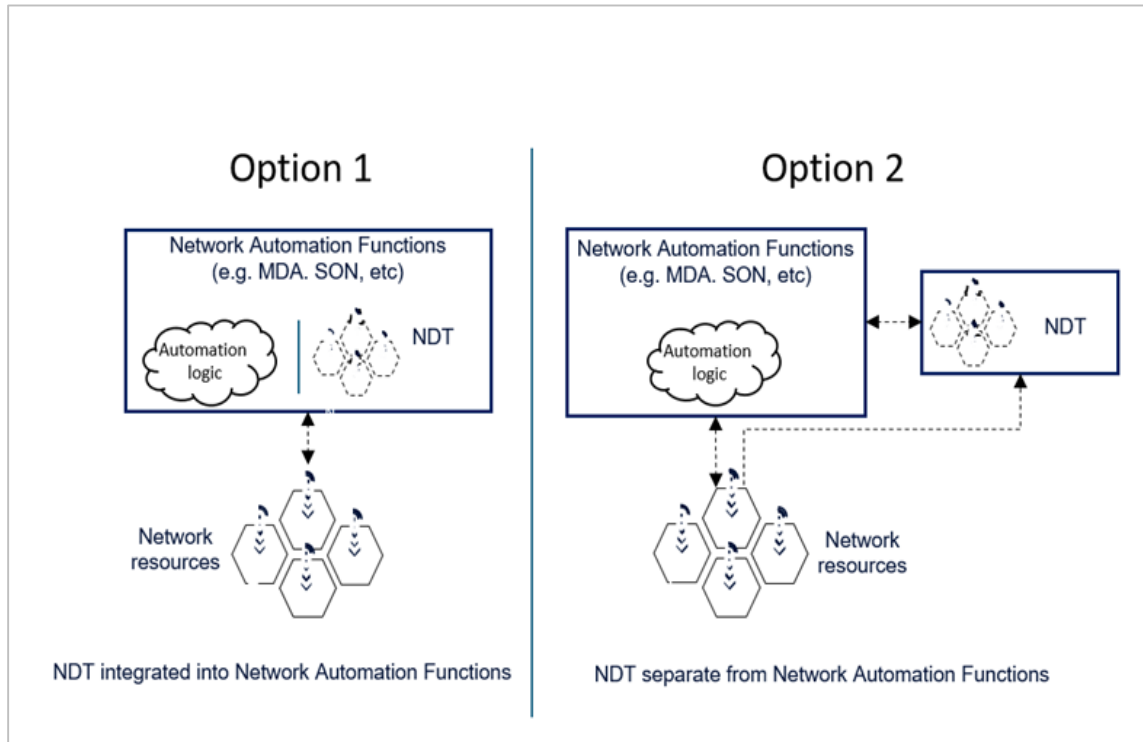 Option 1
Network Automation Functions
(e.g. MDA. SON, etc)
Automation
logic
NDT
Network
resources
NDT integrated into Network Automation Functions
Option 2
Network Automation Functions
(e.g. MDA. SON, etc)
Automation
logic
NDT
Network
resources
NDT separate from Network Automation Functions